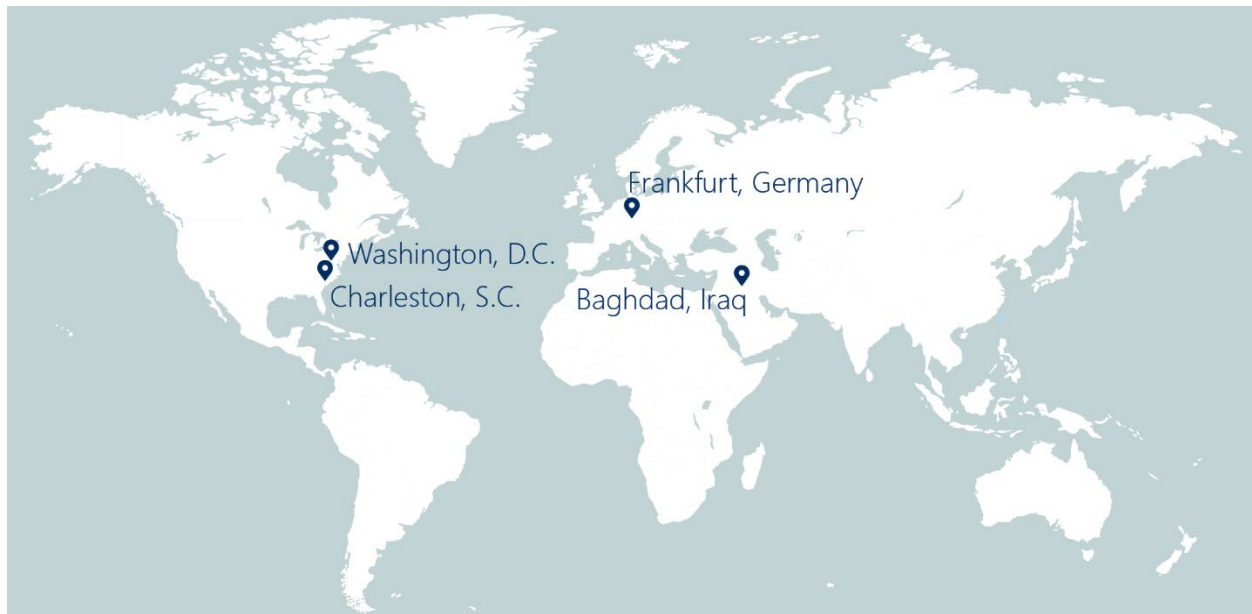 Frankfurt, Germany
Washington, D.C.
Charleston, S.C.
Baghdad, Iraq